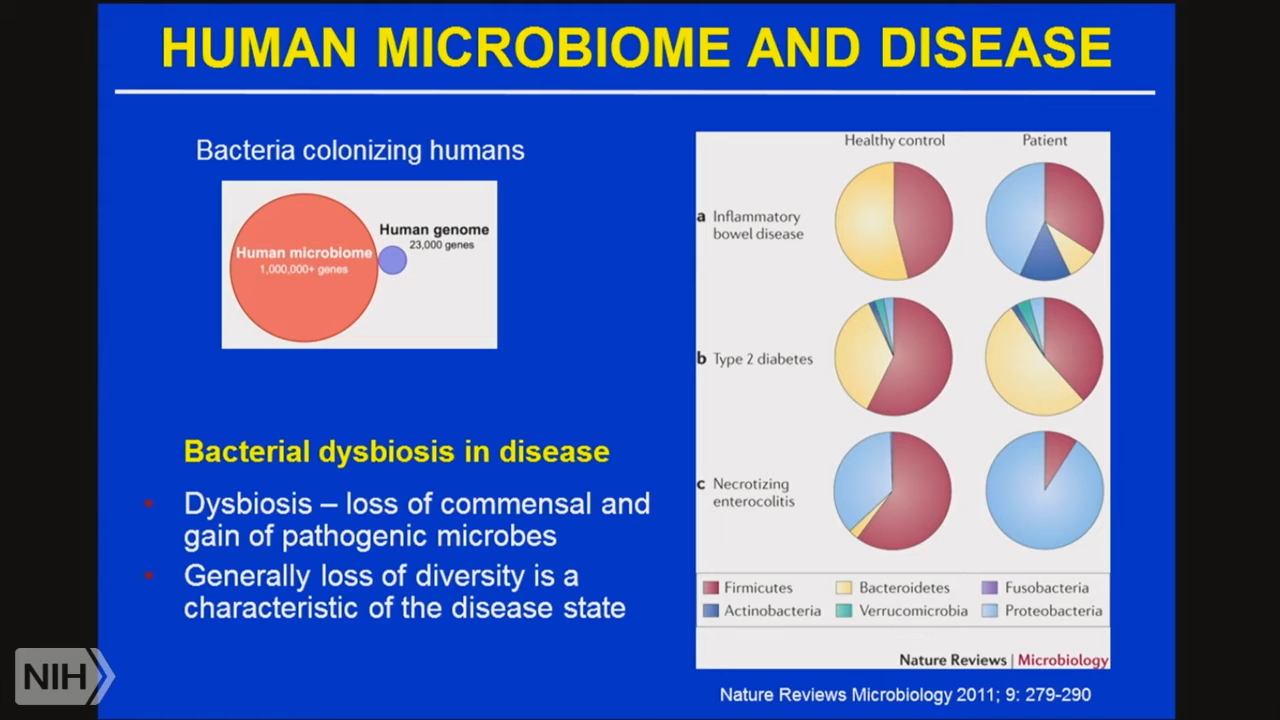 HUMAN MICROBIOME AND DISEASE
Bacteria colonizing humans
Human microbiome
1,000,000+ genes
Human genome
23,000 genes
Bacterial dysbiosis in disease
• Dysbiosis – loss of commensal and
gain of pathogenic microbes
• Generally loss of diversity is a
characteristic of the disease state
Healthy control
Patient
a Inflammatory
bowel disease
b Type 2 diabetes
c Necrotizing
enterocolitis
Firmicutes
Bacteroidetes
Fusobacteria
Actinobacteria
Verrucomicrobia
Proteobacteria
Nature Reviews | Microbiology
Nature Reviews Microbiology 2011; 9: 279-290
NIH